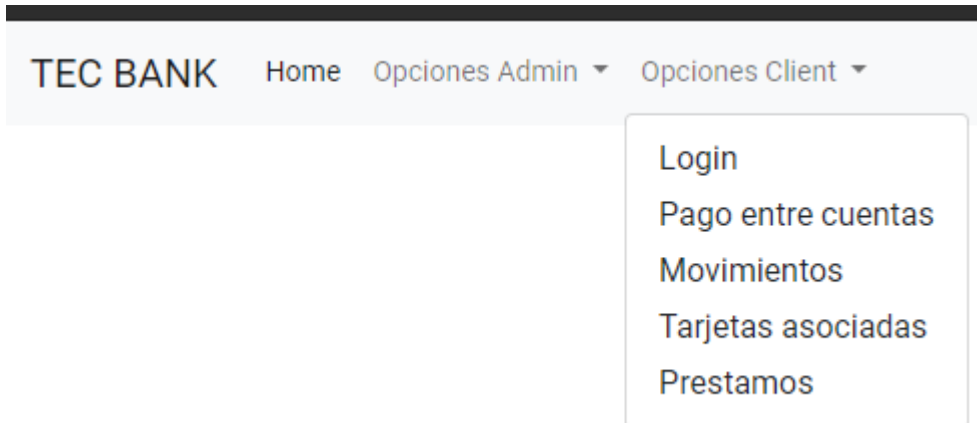 TEC BANK Home Opciones Admin Opciones Client
Login
Pago entre cuentas
Movimientos
Tarjetas asociadas
Prestamos